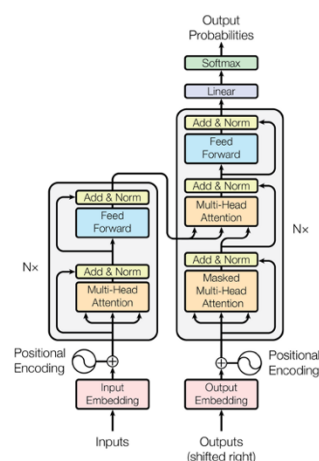 Output
Probabilities
Softmax
Linear
Add & Norm
Feed
Forward
Add & Norm
Multi-Head
Attention
Add & Norm
Masked
Multi-Head
Attention
N×
Positional
Encoding
Output
Embedding
Outputs
(shifted right)
Add & Norm
Feed
Forward
N×
Add & Norm
Multi-Head
Attention
Positional
Encoding
Input
Embedding
Inputs